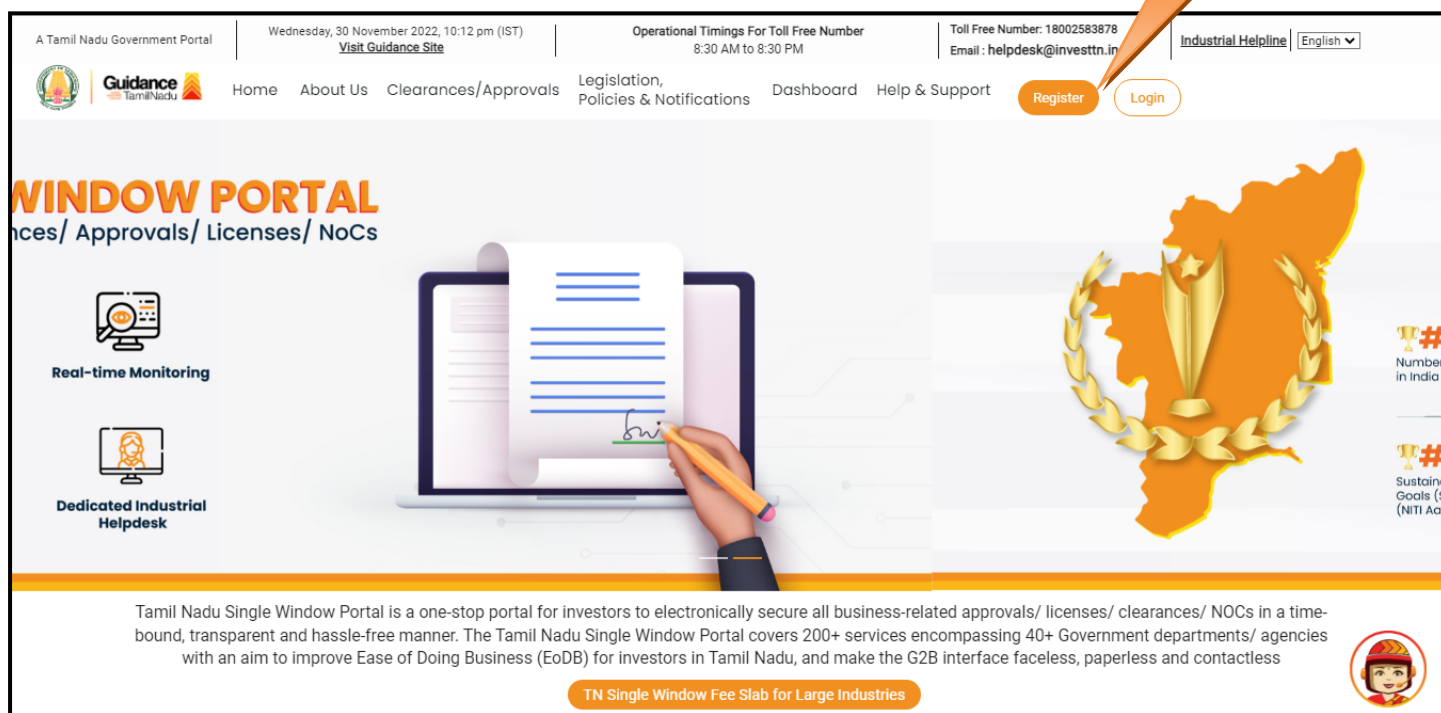 A Tamil Nadu Government Portal
Wednesday, 30 November 2022, 10:12 pm (IST)
Visit Guidance Site
Operational Timings For Toll Free Number
8:30 AM to 8:30 PM
Toll Free Number: 18002583878
Email : helpdesk@investtn.in
Industrial Helpline
English
Guidance
TamilNadu
Home
About Us
Clearances/Approvals
Legislation,
Policies & Notifications
Dashboard
Help & Support
Register
Login
WINDOW PORTAL
nces/ Approvals/ Licenses/ NoCs
Real-time Monitoring
Dedicated Industrial
Helpdesk
#
Number
in India
#
Sustain
Goals (S
(NITI Aa
Tamil Nadu Single Window Portal is a one-stop portal for investors to electronically secure all business-related approvals/ licenses/ clearances/ NOCs in a time-
bound, transparent and hassle-free manner. The Tamil Nadu Single Window Portal covers 200+ services encompassing 40+ Government departments/ agencies
with an aim to improve Ease of Doing Business (EoDB) for investors in Tamil Nadu, and make the G2B interface faceless, paperless and contactless
TN Single Window Fee Slab for Large Industries